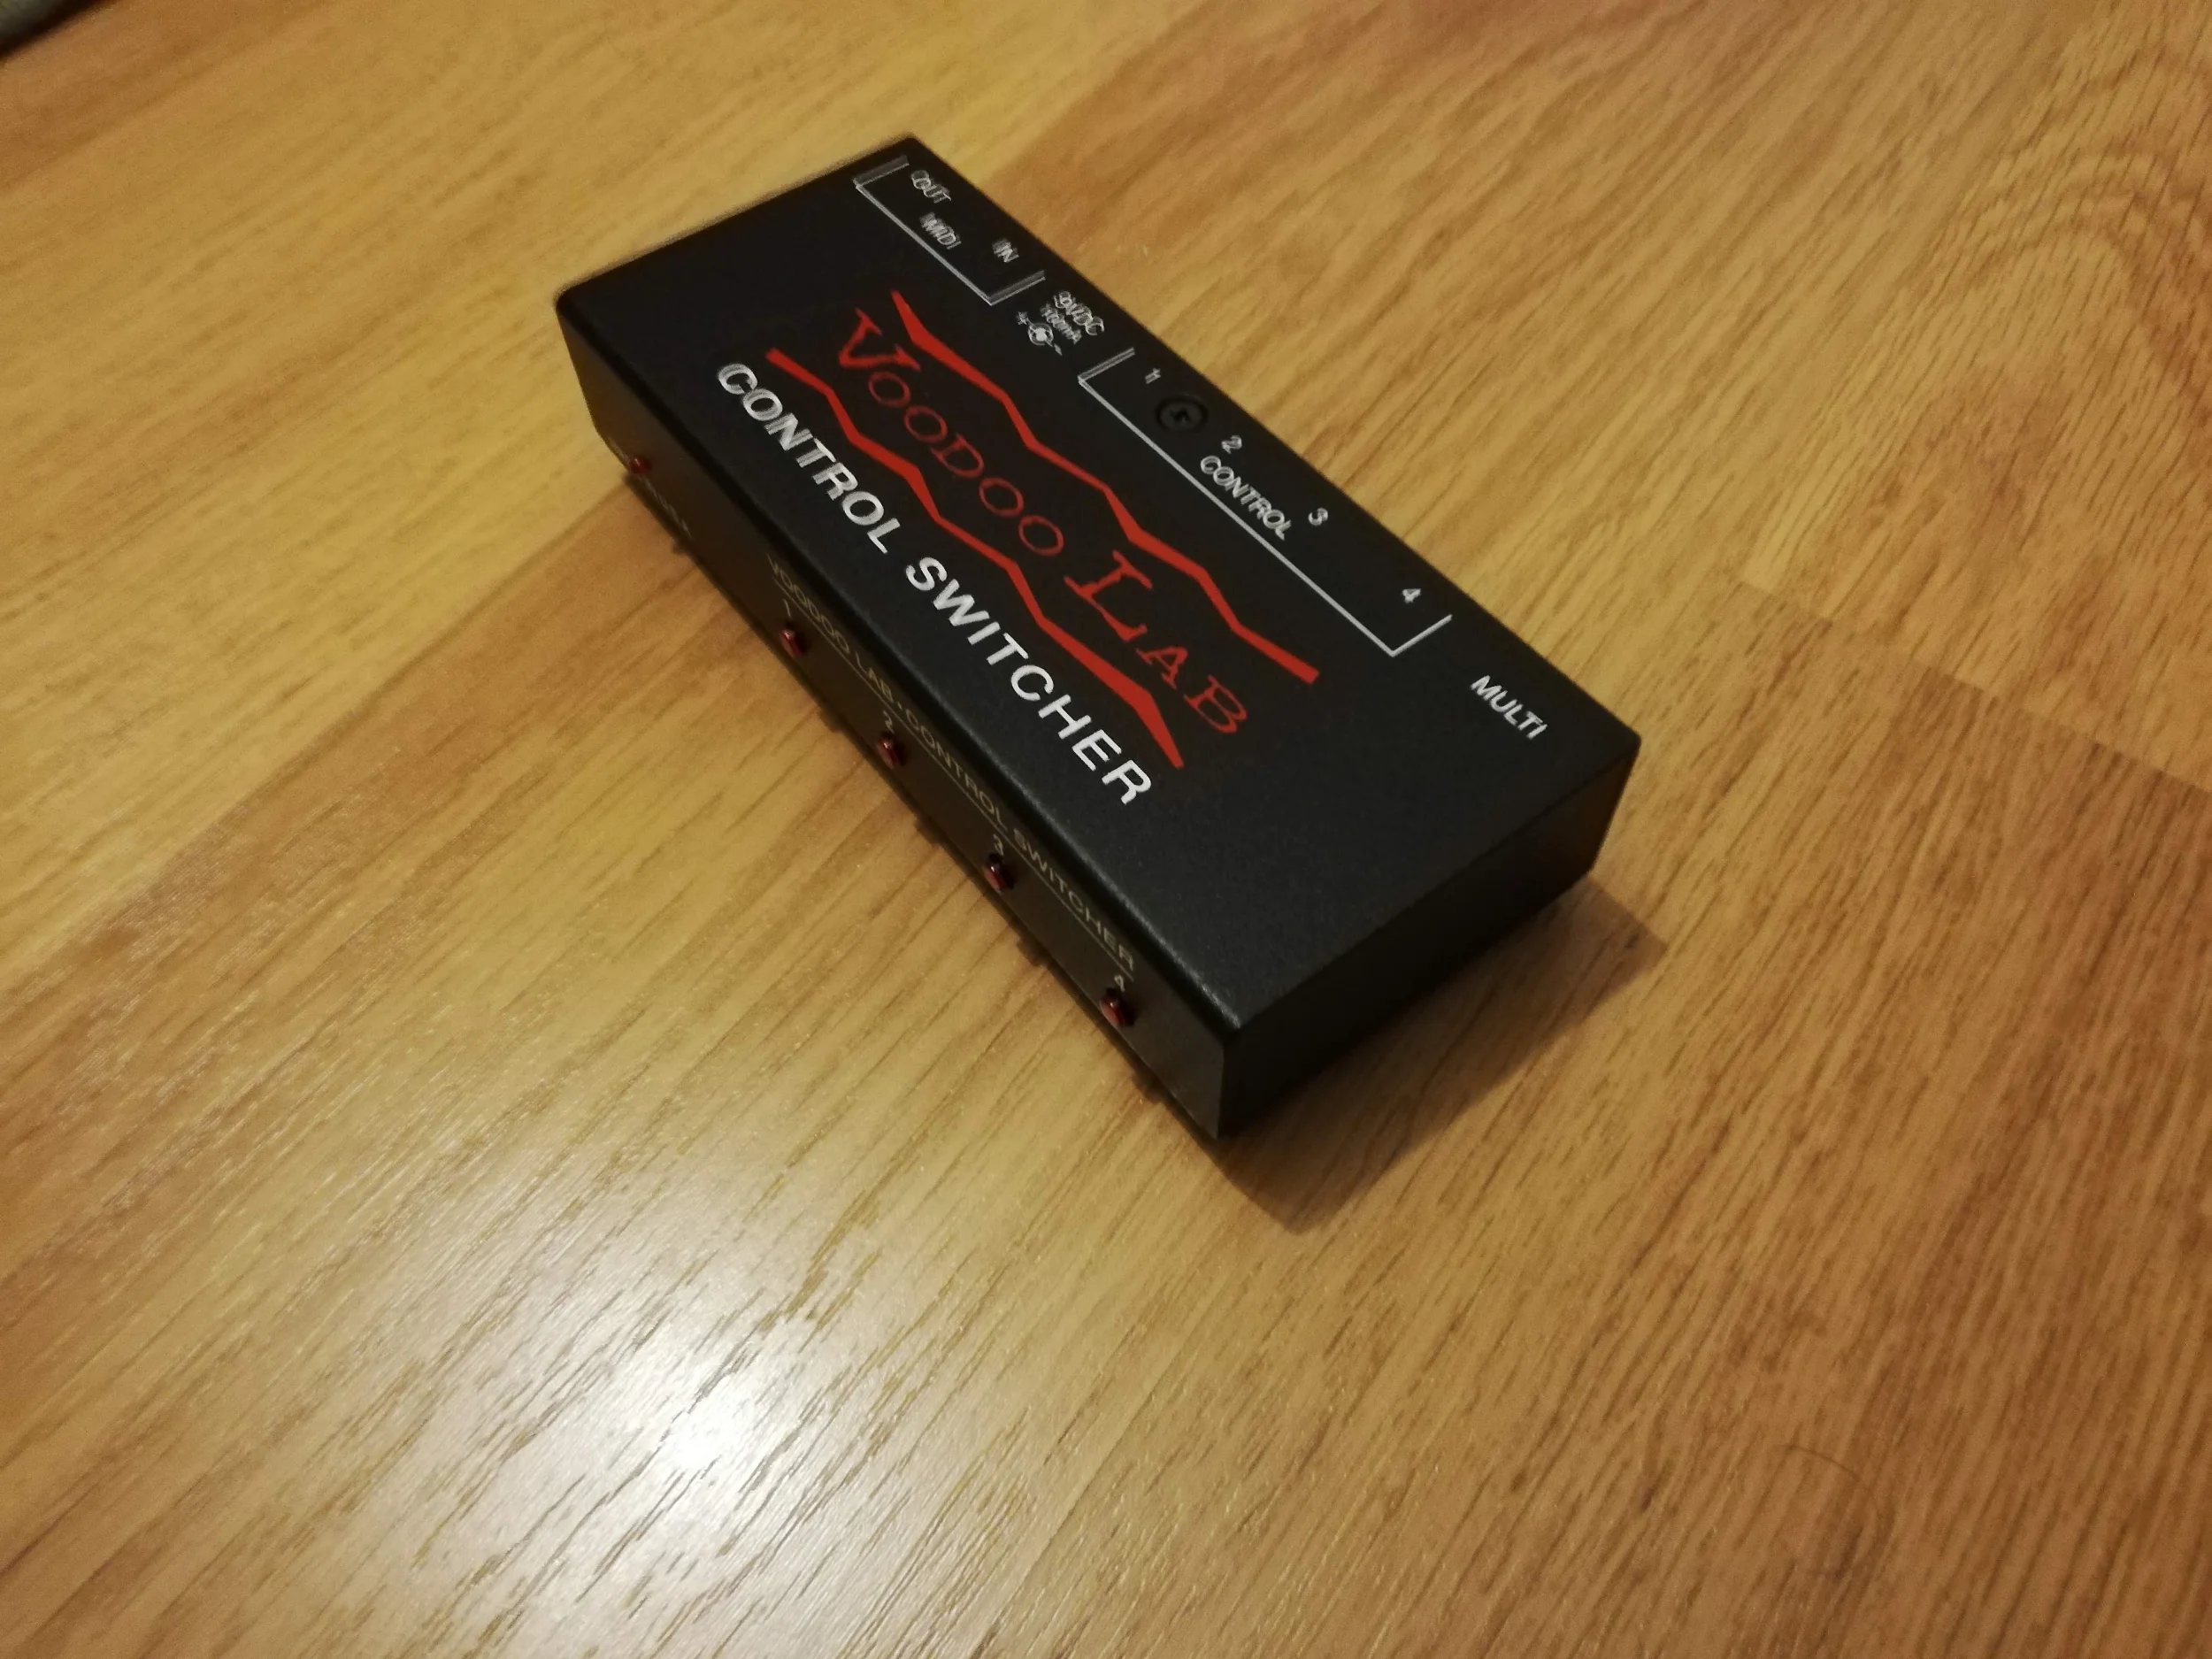 OUT
IN
MIDI
9VDC
100mA
+ -
1
2
3
4
CONTROL
MULTI
VOODOO LAB
CONTROL SWITCHER
VOODOO LAB · CONTROL SWITCHER
1
2
3
4